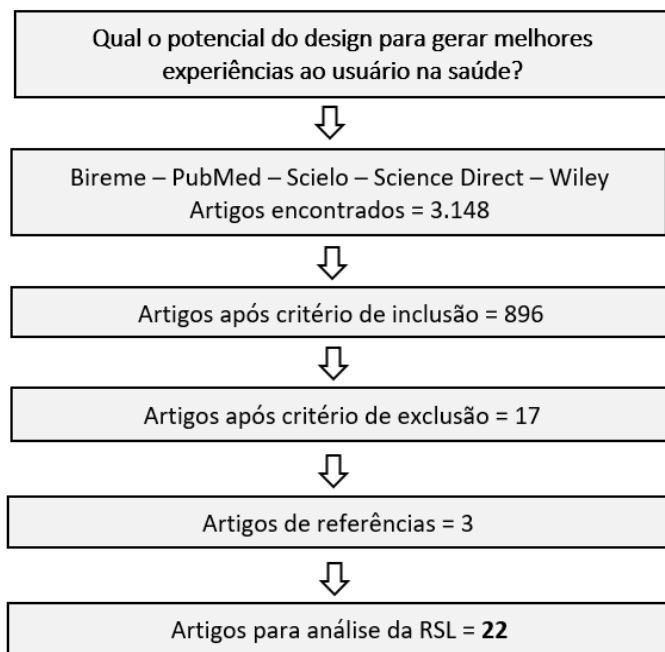 Qual o potencial do design para gerar melhores
experiências ao usuário na saúde?
Bireme – PubMed – Scielo – Science Direct – Wiley
Artigos encontrados = 3.148
Artigos após critério de inclusão = 896
Artigos após critério de exclusão = 17
Artigos de referências = 3
Artigos para análise da RSL = 22